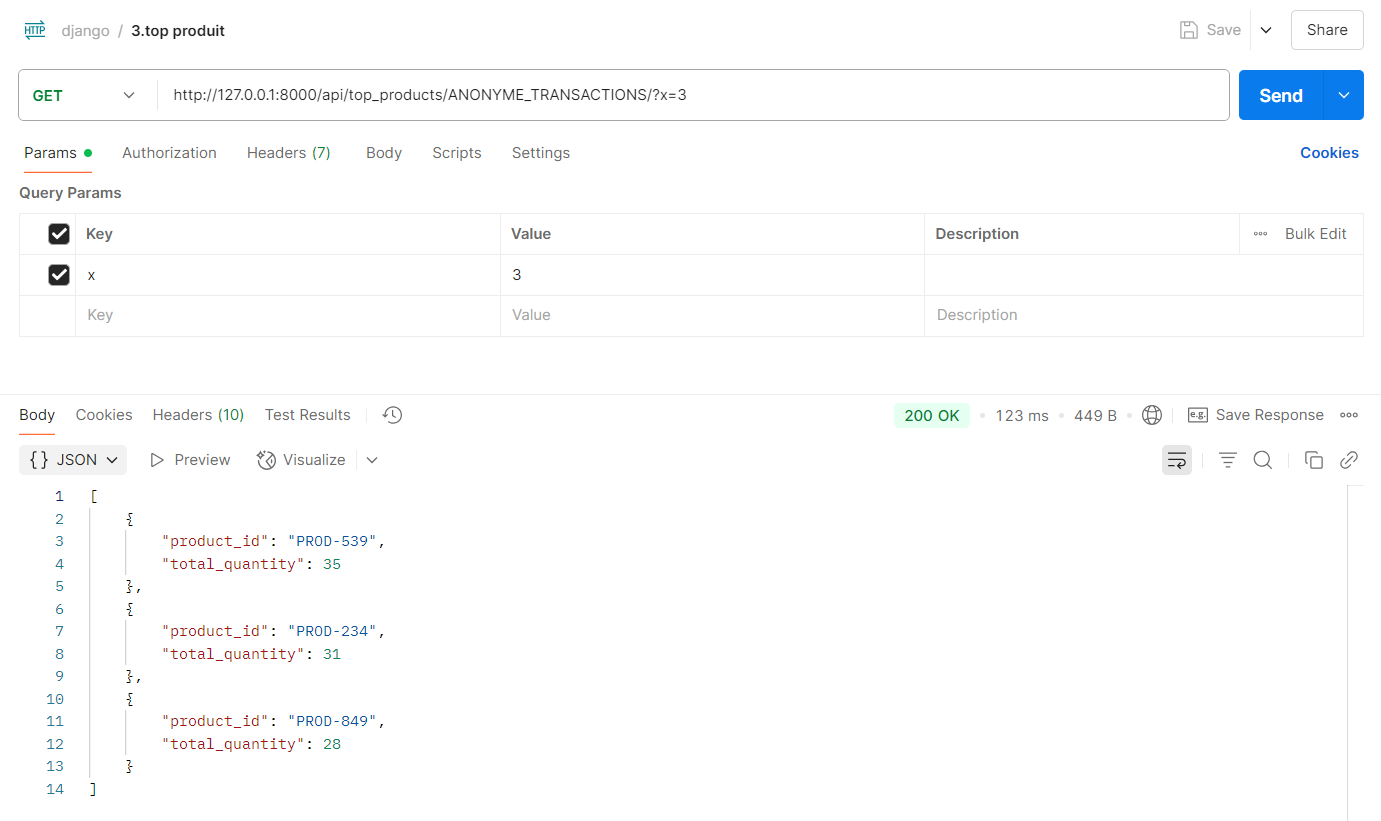 HTTP django / 3.top produit Save Share
GET http://127.0.0.1:8000/api/top_products/ANONYME_TRANSACTIONS/?x=3 Send
Params Authorization Headers (7) Body Scripts Settings Cookies
Query Params
Key Value Description Bulk Edit
x 3
Key Value Description
Body Cookies Headers (10) Test Results 200 OK 123 ms 449 B e.g. Save Response
{} JSON Preview Visualize
1 [
2 {
3 "product_id": "PROD-539",
4 "total_quantity": 35
5 },
6 {
7 "product_id": "PROD-234",
8 "total_quantity": 31
9 },
10 {
11 "product_id": "PROD-849",
12 "total_quantity": 28
13 }
14 ]